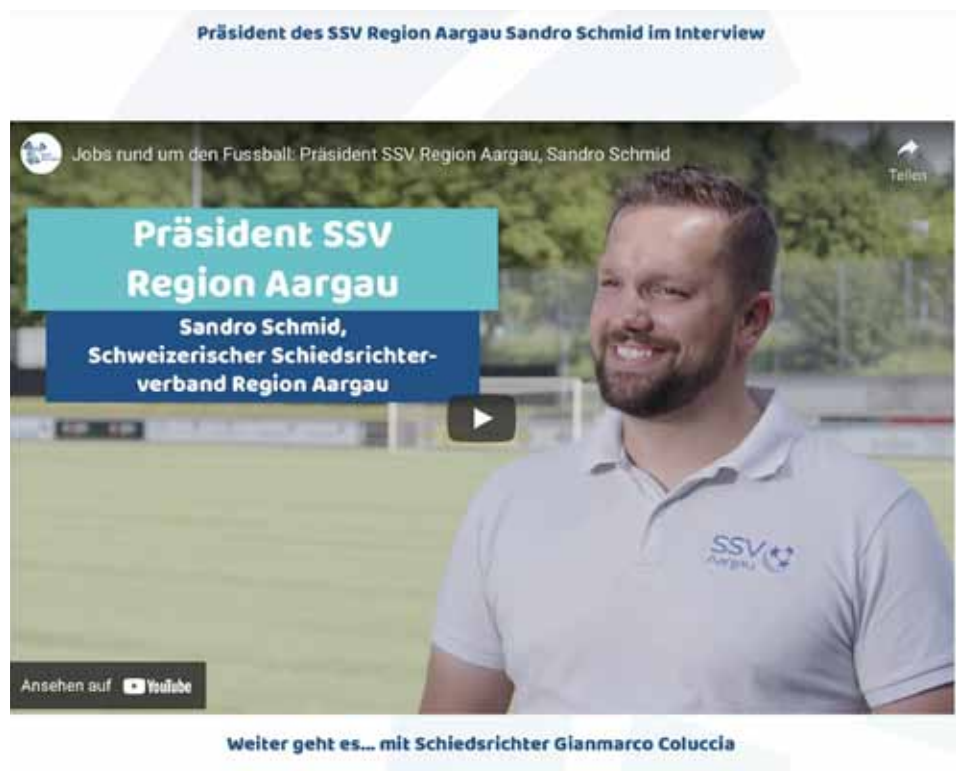 Präsident des SSV Region Aargau Sandro Schmid im Interview
Jobs rund um den Fussball: Präsident SSV Region Aargau, Sandro Schmid
Teilen
Präsident SSV
Region Aargau
Sandro Schmid,
Schweizerischer Schiedsrichter-
verband Region Aargau
SSV
Aargau
Ansehen auf YouTube
Weiter geht es... mit Schiedsrichter Gianmarco Coluccia